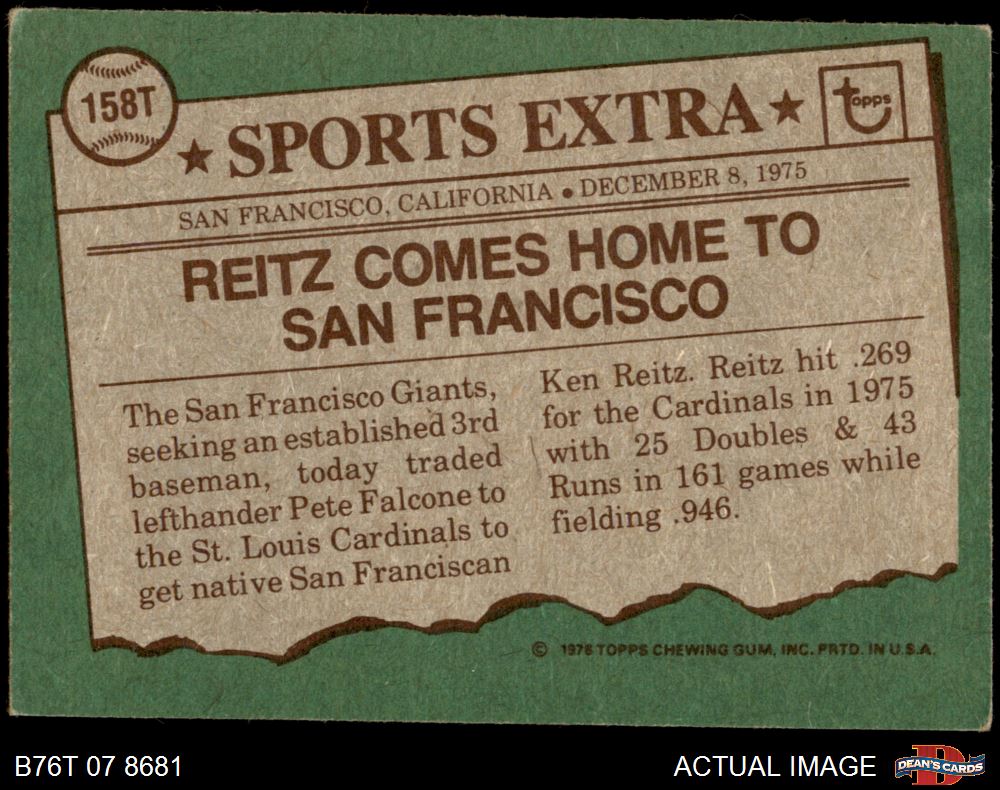 158T
★ SPORTS EXTRA ★
topps
SAN FRANCISCO, CALIFORNIA • DECEMBER 8, 1975
REITZ COMES HOME TO
SAN FRANCISCO
The San Francisco Giants,
seeking an established 3rd
baseman, today traded
lefthander Pete Falcone to
the St. Louis Cardinals to
get native San Franciscan
Ken Reitz. Reitz hit .269
for the Cardinals in 1975
with 25 Doubles & 43
Runs in 161 games while
fielding .946.
© 1976 TOPPS CHEWING GUM, INC. PRTD. IN U.S.A.
B76T 07 8681
ACTUAL IMAGE
DEAN'S CARDS